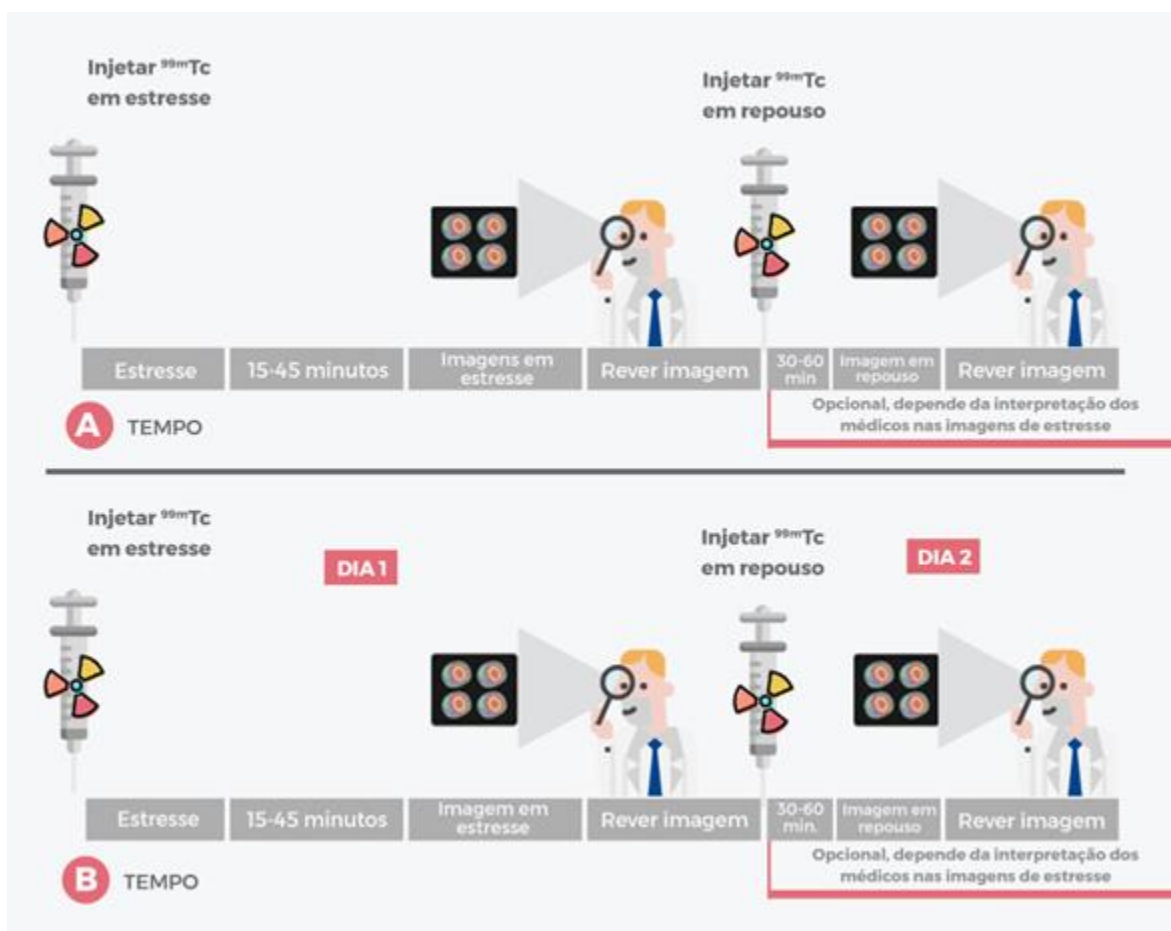 Injetar ⁹⁹ᵐTc
em estresse
Injetar ⁹⁹ᵐTc
em repouso
Estresse
15-45 minutos
Imagens em
estresse
Rever imagem
30-60
min
Imagem em
repouso
Rever imagem
A TEMPO
Opcional, depende da interpretação dos
médicos nas imagens de estresse
Injetar ⁹⁹ᵐTc
em estresse
DIA 1
Injetar ⁹⁹ᵐTc
em repouso
DIA 2
Estresse
15-45 minutos
Imagem em
estresse
Rever imagem
30-60
min.
Imagem em
repouso
Rever imagem
B TEMPO
Opcional, depende da interpretação dos
médicos nas imagens de estresse